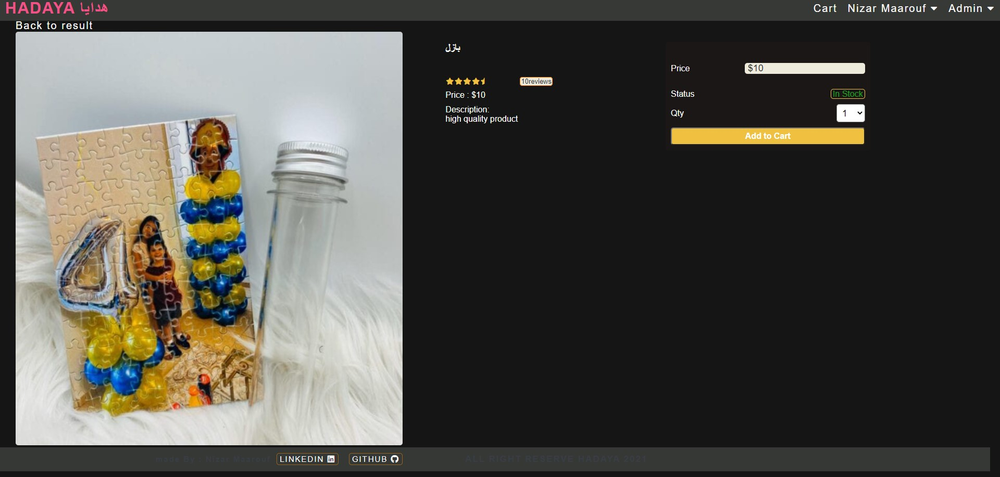 HADAYA هدايا
Cart Nizar Maarouf Admin
Back to result
بازل
10reviews
Price : $10
Description:
high quality product
Price $10
Status In Stock
Qty 1
Add to Cart
made By : Nizar Maarouf LINKEDIN GITHUB ALL RIGHT RESERVE HADAYA 2021